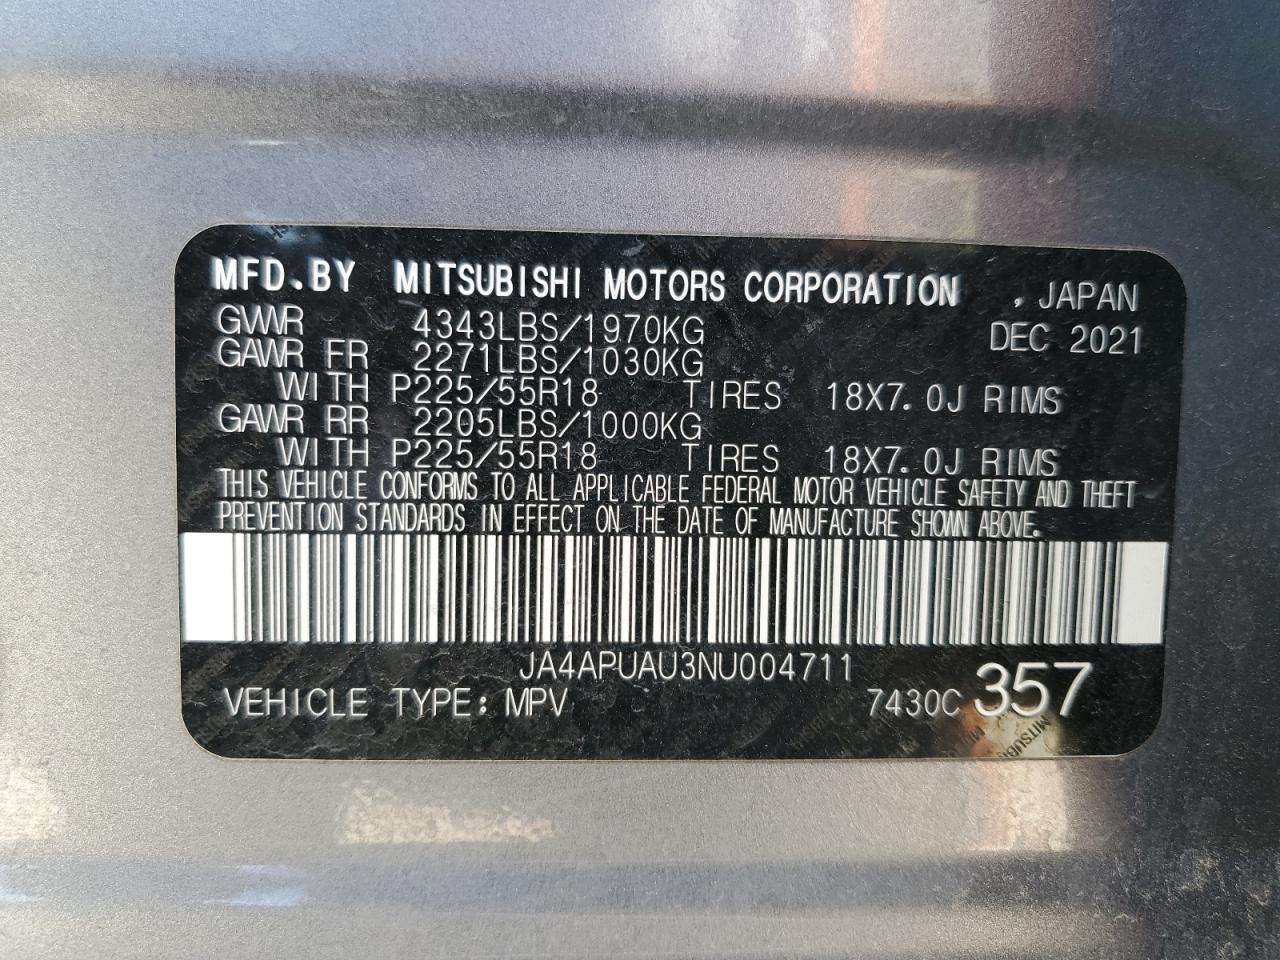 MFD.BY MITSUBISHI MOTORS CORPORATION , JAPAN
GVWR 4343LBS/1970KG DEC 2021
GAWR FR 2271LBS/1030KG
WITH P225/55R18 TIRES 18X7.0J RIMS
GAWR RR 2205LBS/1000KG
WITH P225/55R18 TIRES 18X7.0J RIMS
THIS VEHICLE CONFORMS TO ALL APPLICABLE FEDERAL MOTOR VEHICLE SAFETY AND THEFT
PREVENTION STANDARDS IN EFFECT ON THE DATE OF MANUFACTURE SHOWN ABOVE.
JA4APUAU3NU004711
VEHICLE TYPE: MPV 7430C 357